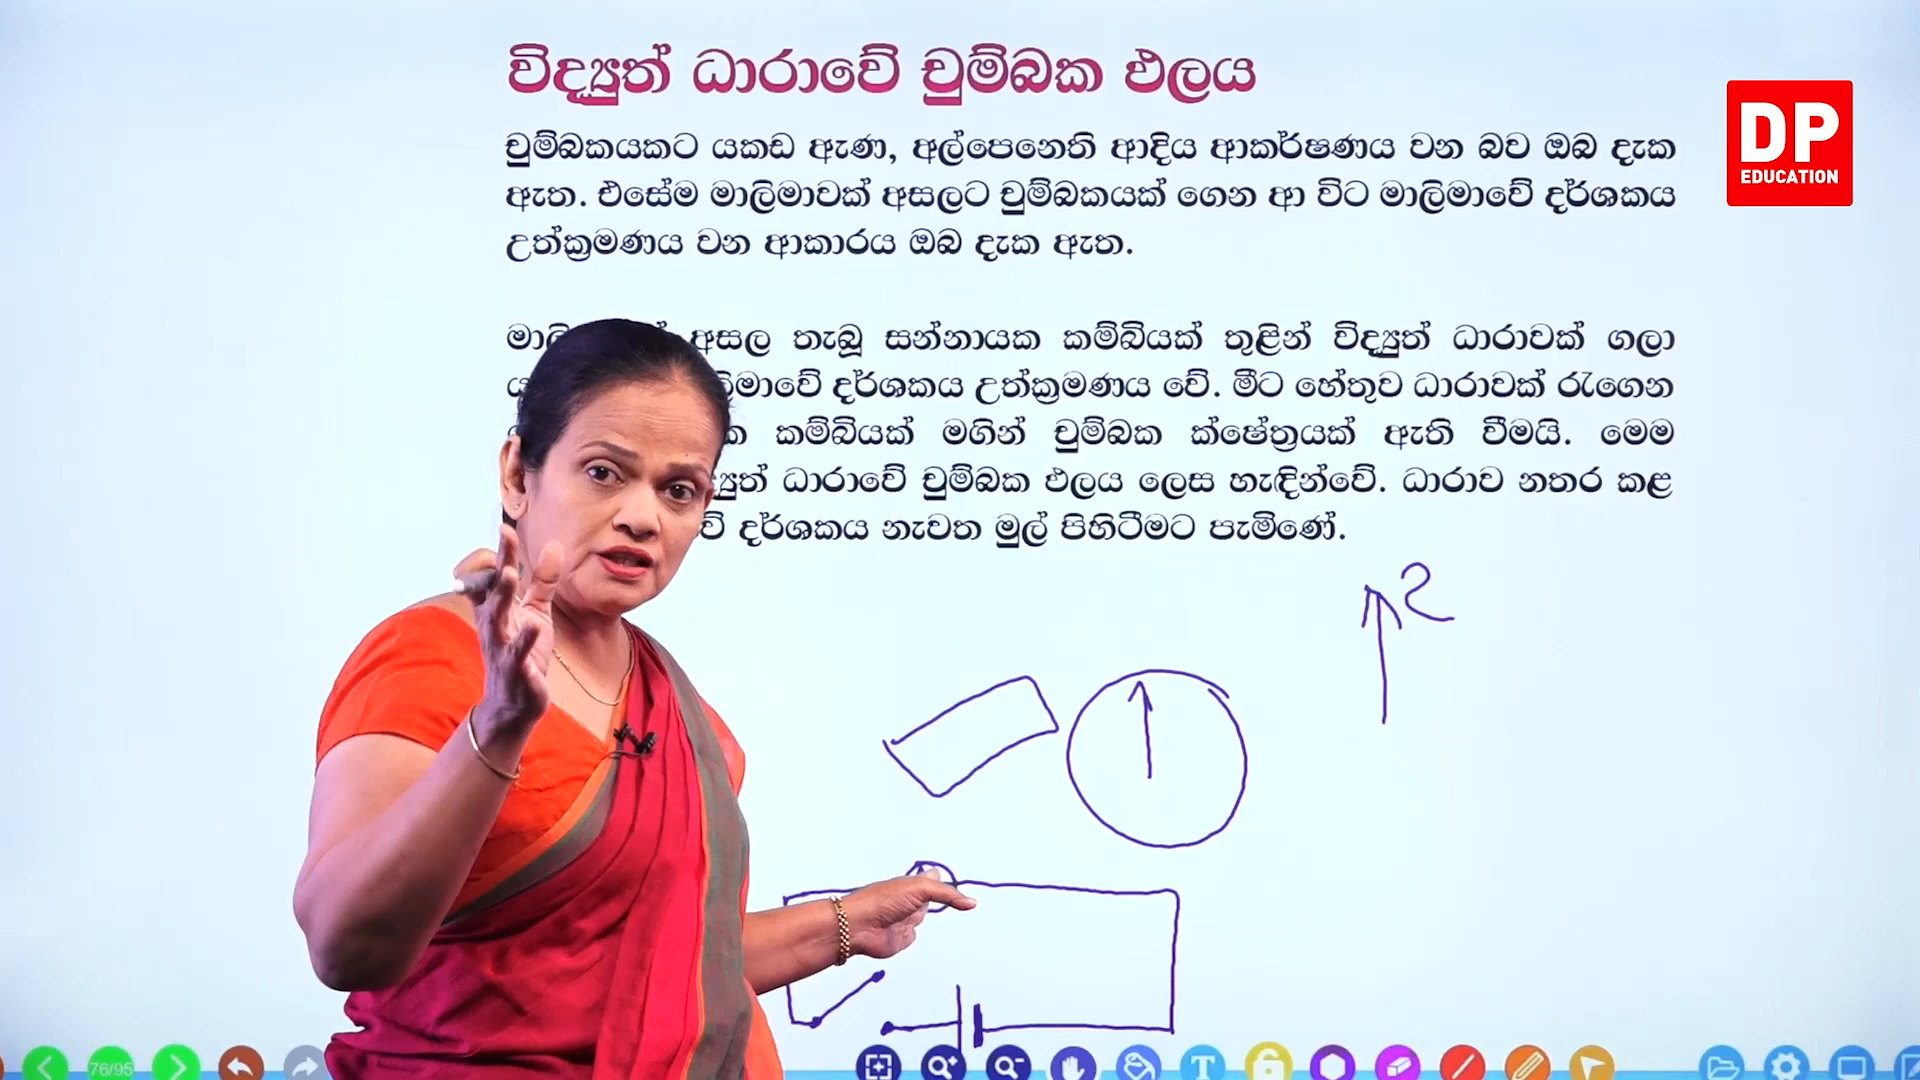 විද්‍යුත් ධාරාවේ චුම්බක ඵලය
චුම්බකයකට යකඩ ඇණ, අල්පෙනෙති ආදිය ආකර්ෂණය වන බව ඔබ දැක
ඇත. එසේම මාලිමාවක් අසලට චුම්බකයක් ගෙන ආ විට මාලිමාවේ දර්ශකය
උත්ක්‍රමණය වන ආකාරය ඔබ දැක ඇත.
අසල තැබූ සන්නායක කම්බියක් තුළින් විද්‍යුත් ධාරාවක් ගලා
දර්ශකය උත්ක්‍රමණය වේ. මීට හේතුව ධාරාවක් රැගෙන
කම්බියක් මගින් චුම්බක ක්ෂේත්‍රයක් ඇති වීමයි. මෙම
ධාරාවේ චුම්බක ඵලය ලෙස හැඳින්වේ. ධාරාව නතර කළ
දර්ශකය නැවත මුල් පිහිටීමට පැමිණේ.
DP
EDUCATION
76/95